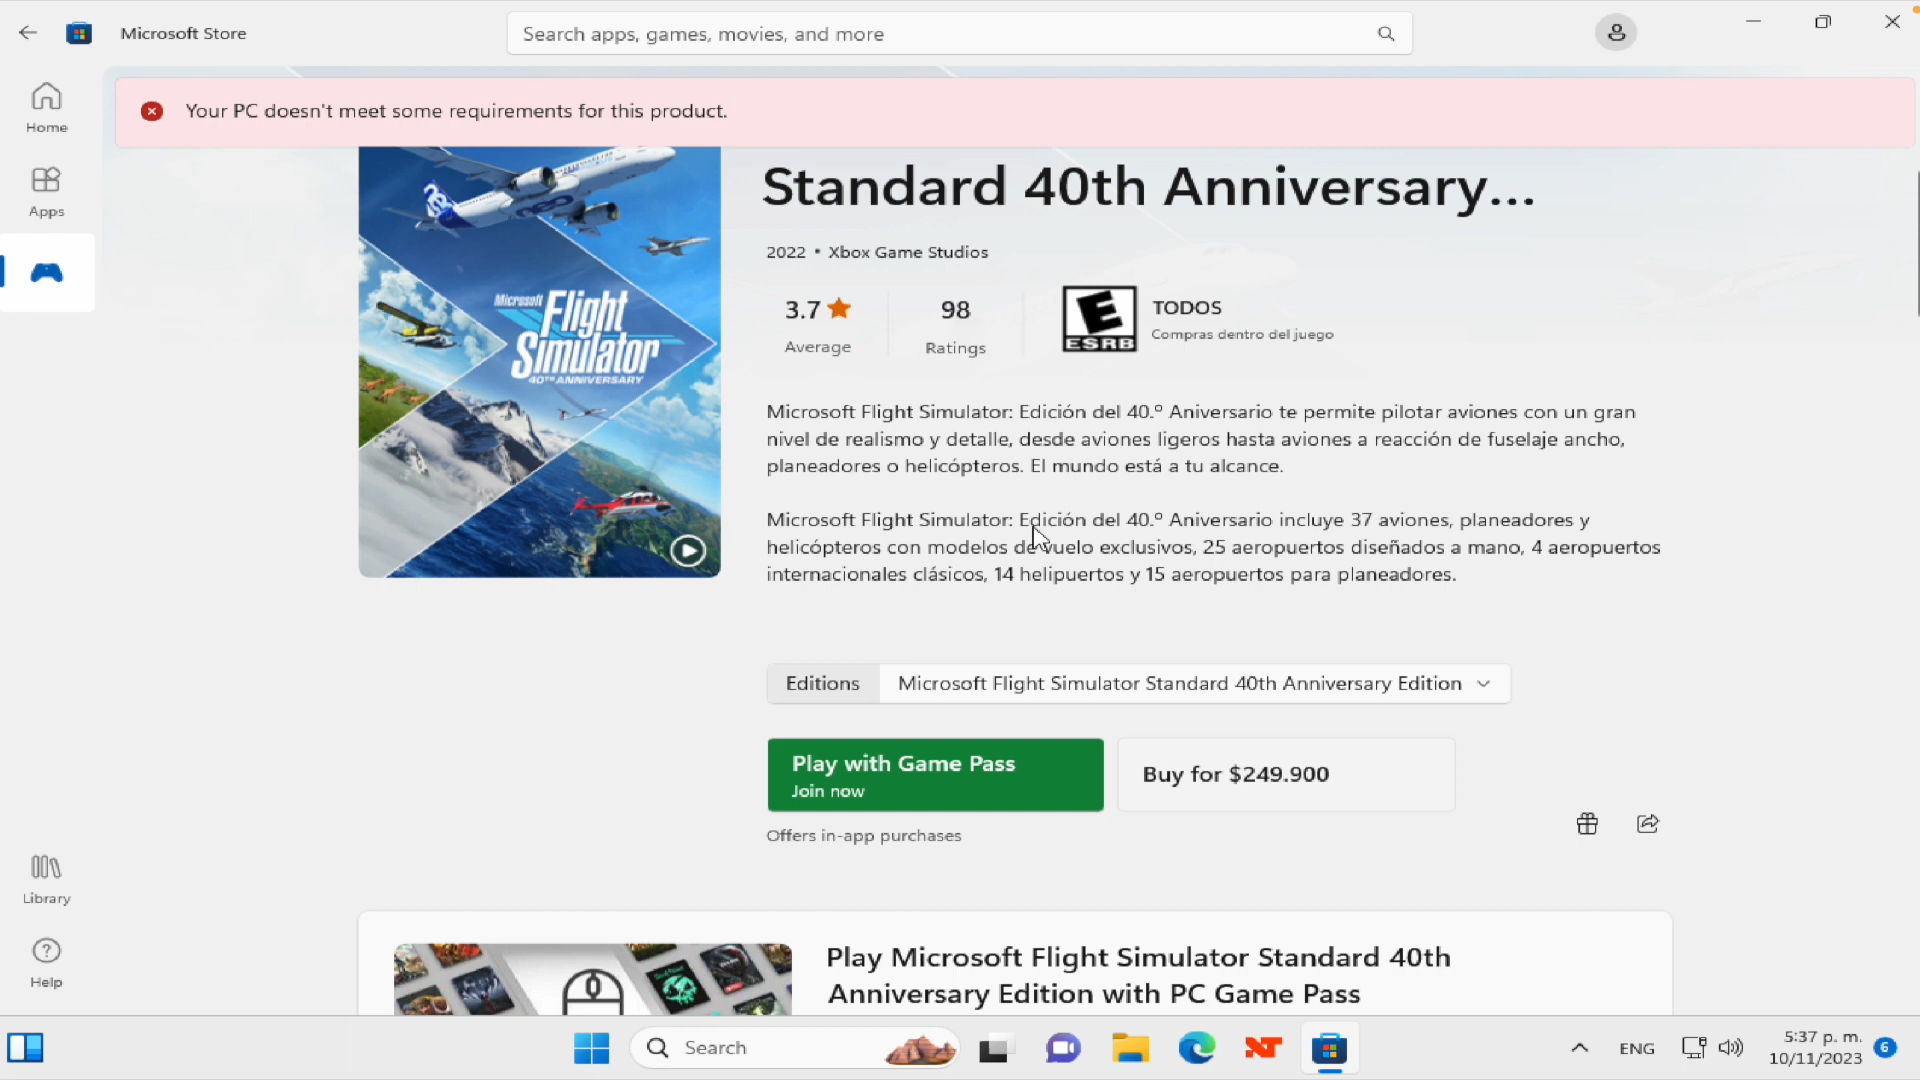 Microsoft Store
Search apps, games, movies, and more
Home
Apps
Library
Help
Your PC doesn't meet some requirements for this product.
Microsoft
Flight
Simulator
40TH ANNIVERSARY
Standard 40th Anniversary...
2022 • Xbox Game Studios
3.7
Average
98
Ratings
E
ESRB
TODOS
Compras dentro del juego
Microsoft Flight Simulator: Edición del 40.º Aniversario te permite pilotar aviones con un gran
nivel de realismo y detalle, desde aviones ligeros hasta aviones a reacción de fuselaje ancho,
planeadores o helicópteros. El mundo está a tu alcance.
Microsoft Flight Simulator: Edición del 40.º Aniversario incluye 37 aviones, planeadores y
helicópteros con modelos de vuelo exclusivos, 25 aeropuertos diseñados a mano, 4 aeropuertos
internacionales clásicos, 14 helipuertos y 15 aeropuertos para planeadores.
Editions
Microsoft Flight Simulator Standard 40th Anniversary Edition
Play with Game Pass
Join now
Buy for $249.900
Offers in-app purchases
Play Microsoft Flight Simulator Standard 40th
Anniversary Edition with PC Game Pass
Search
NT
ENG
5:37 p. m.
10/11/2023
6